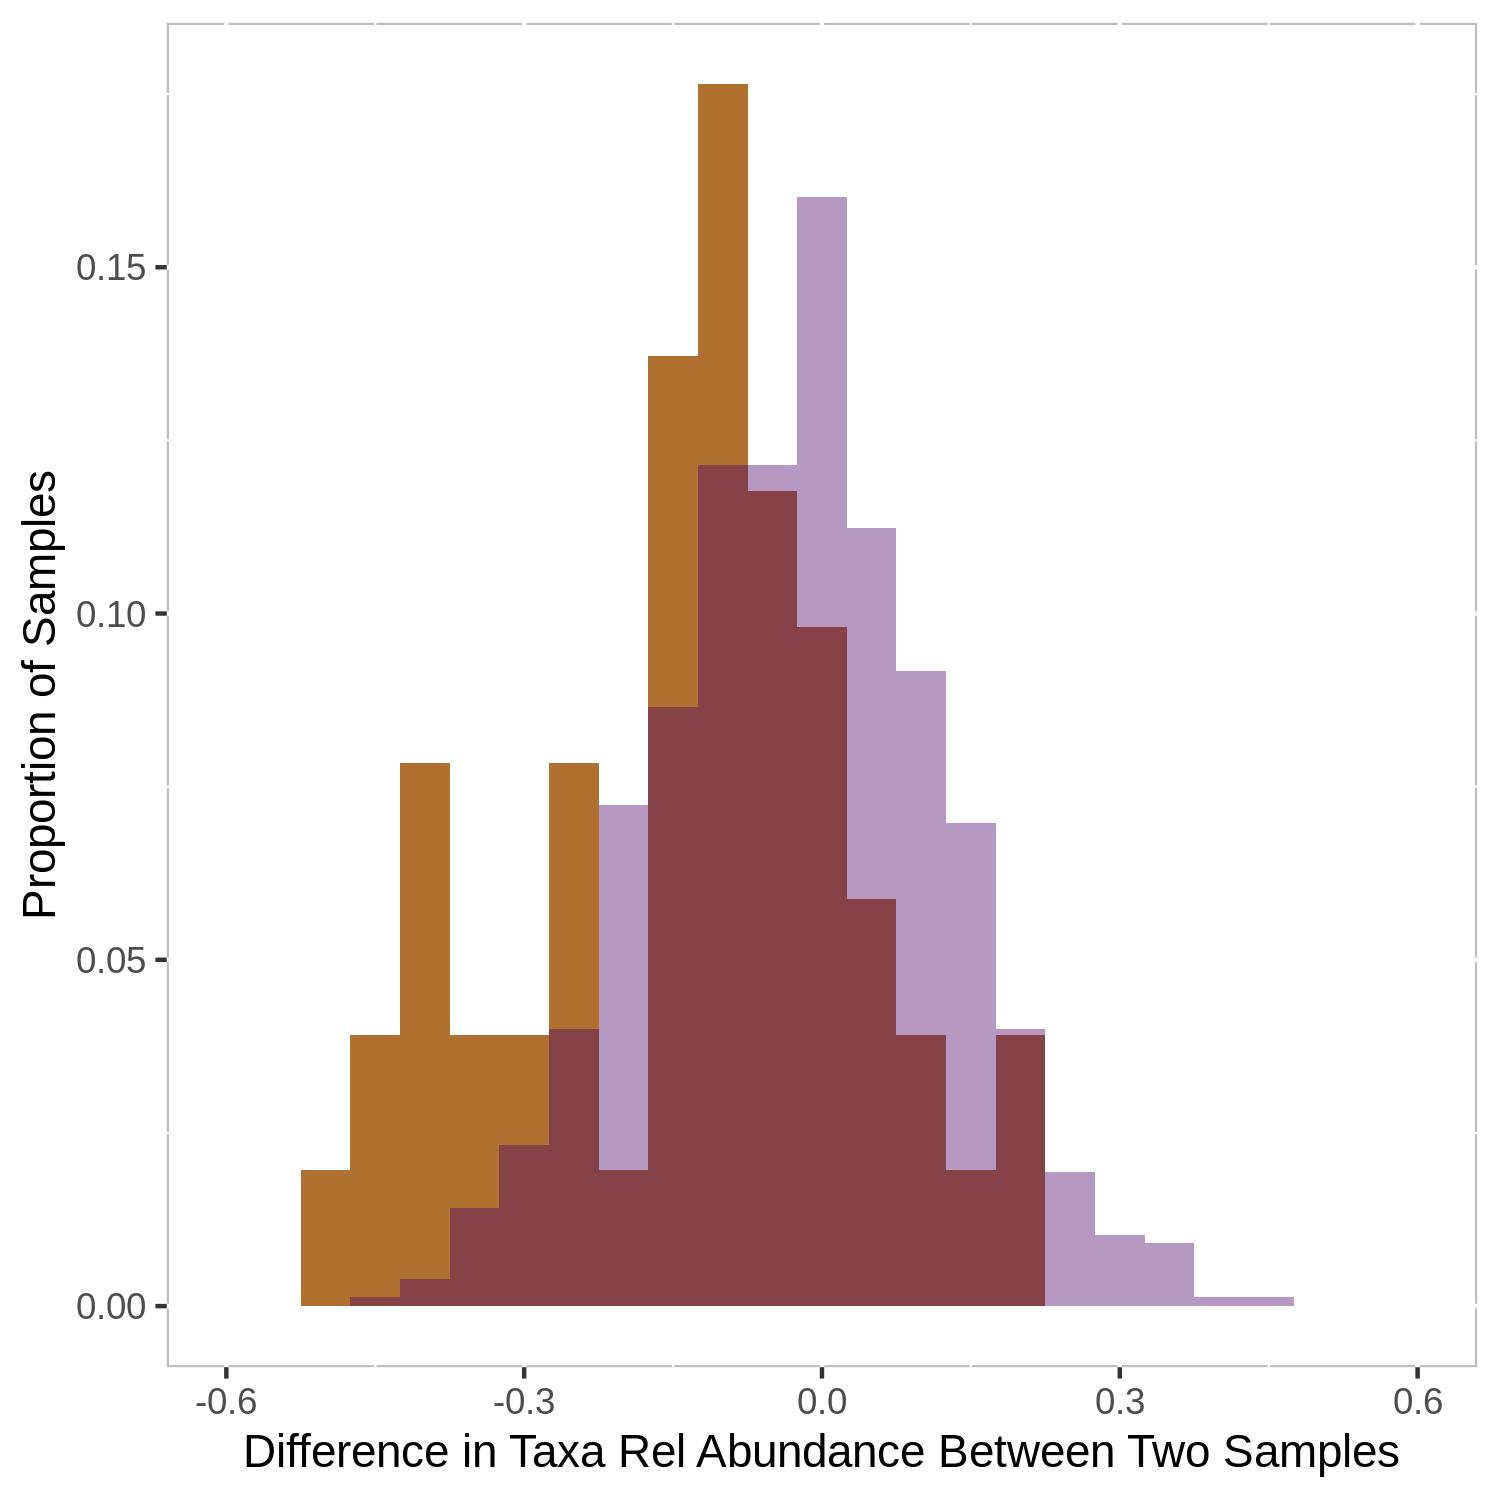 Proportion of Samples
0.15
0.10
0.05
0.00
-0.6 -0.3 0.0 0.3 0.6
Difference in Taxa Rel Abundance Between Two Samples